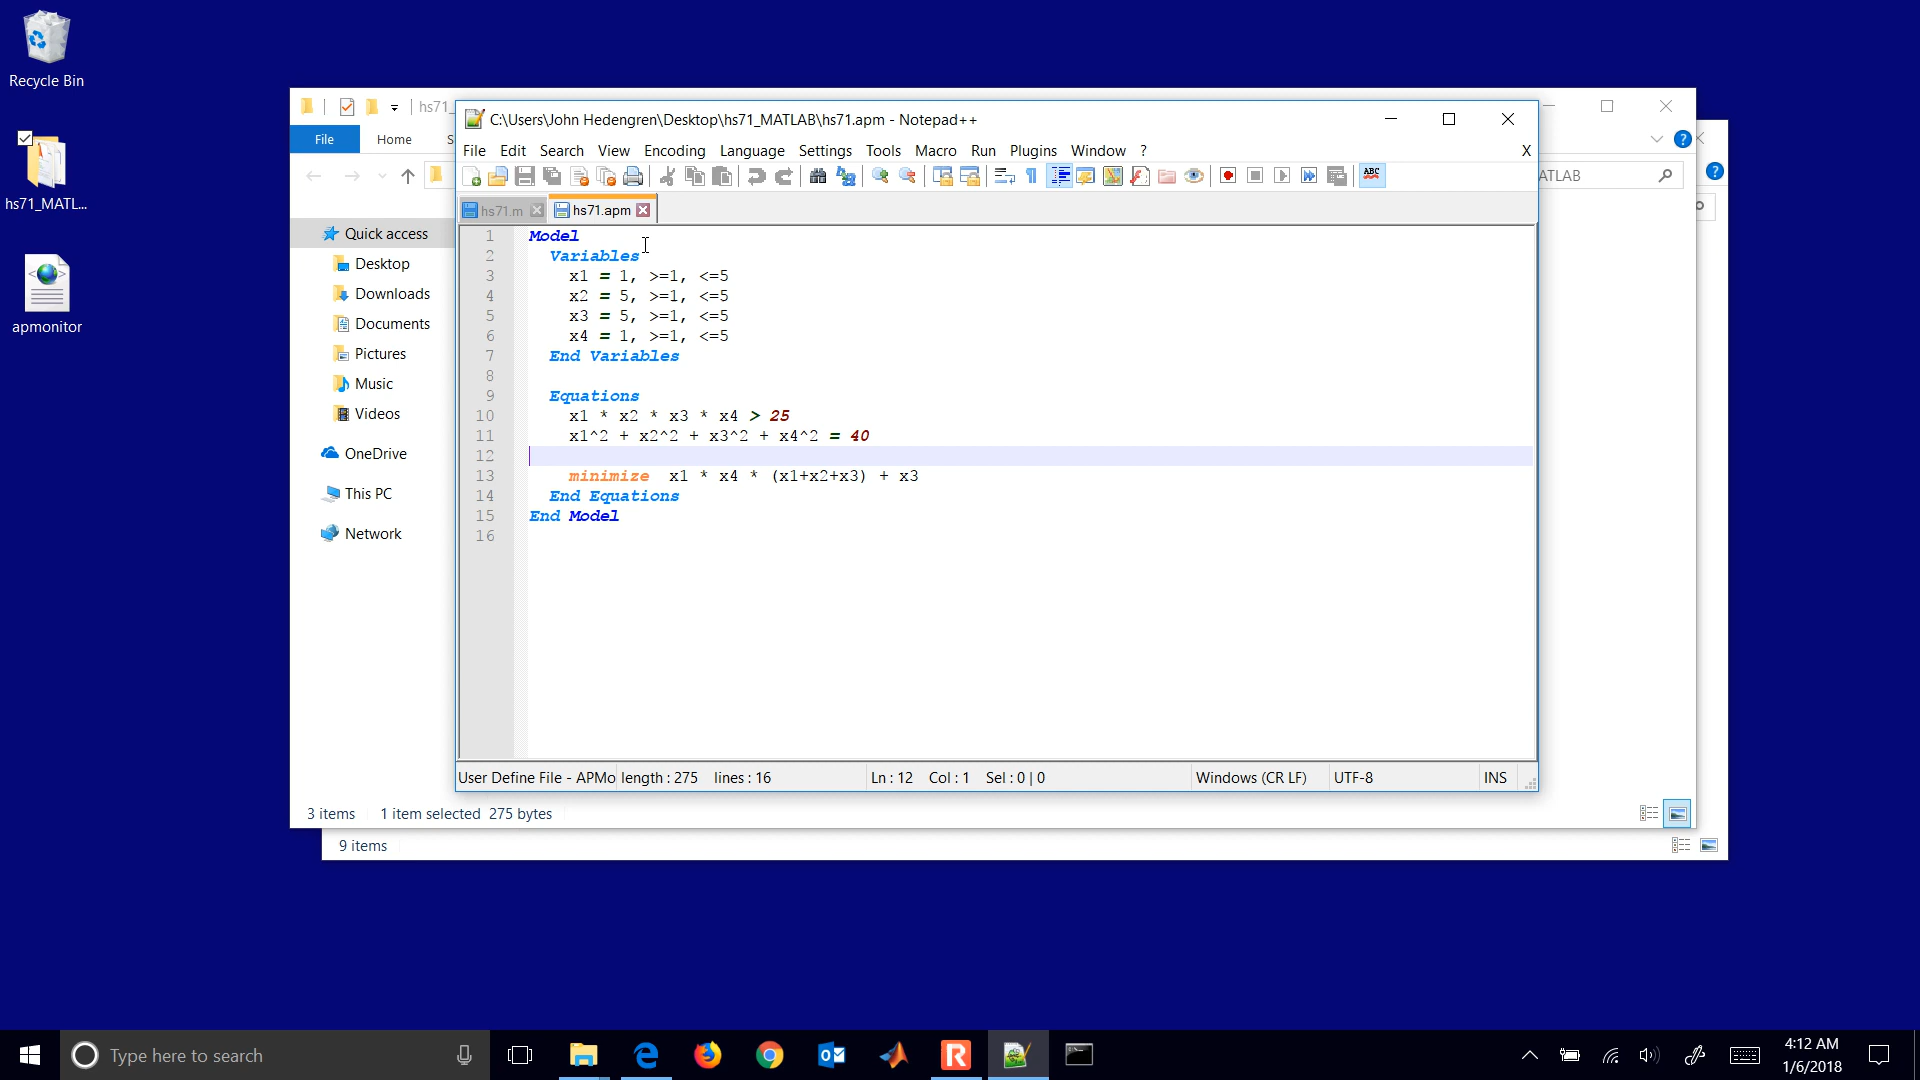 Recycle Bin
hs71_MATL...
apmonitor
hs71_
File
Home
S
Quick access
Desktop
Downloads
Documents
Pictures
Music
Videos
OneDrive
This PC
Network
3 items 1 item selected 275 bytes
9 items
ATLAB
C:\Users\John Hedengren\Desktop\hs71_MATLAB\hs71.apm - Notepad++
File Edit Search View Encoding Language Settings Tools Macro Run Plugins Window ? X
ABC
hs71.m hs71.apm
1 Model
2 Variables
3 x1 = 1, >=1, <=5
4 x2 = 5, >=1, <=5
5 x3 = 5, >=1, <=5
6 x4 = 1, >=1, <=5
7 End Variables
8
9 Equations
10 x1 * x2 * x3 * x4 > 25
11 x1^2 + x2^2 + x3^2 + x4^2 = 40
12
13 minimize x1 * x4 * (x1+x2+x3) + x3
14 End Equations
15 End Model
16
User Define File - APMo length : 275 lines : 16 Ln : 12 Col : 1 Sel : 0 | 0 Windows (CR LF) UTF-8 INS
Type here to search
4:12 AM
1/6/2018